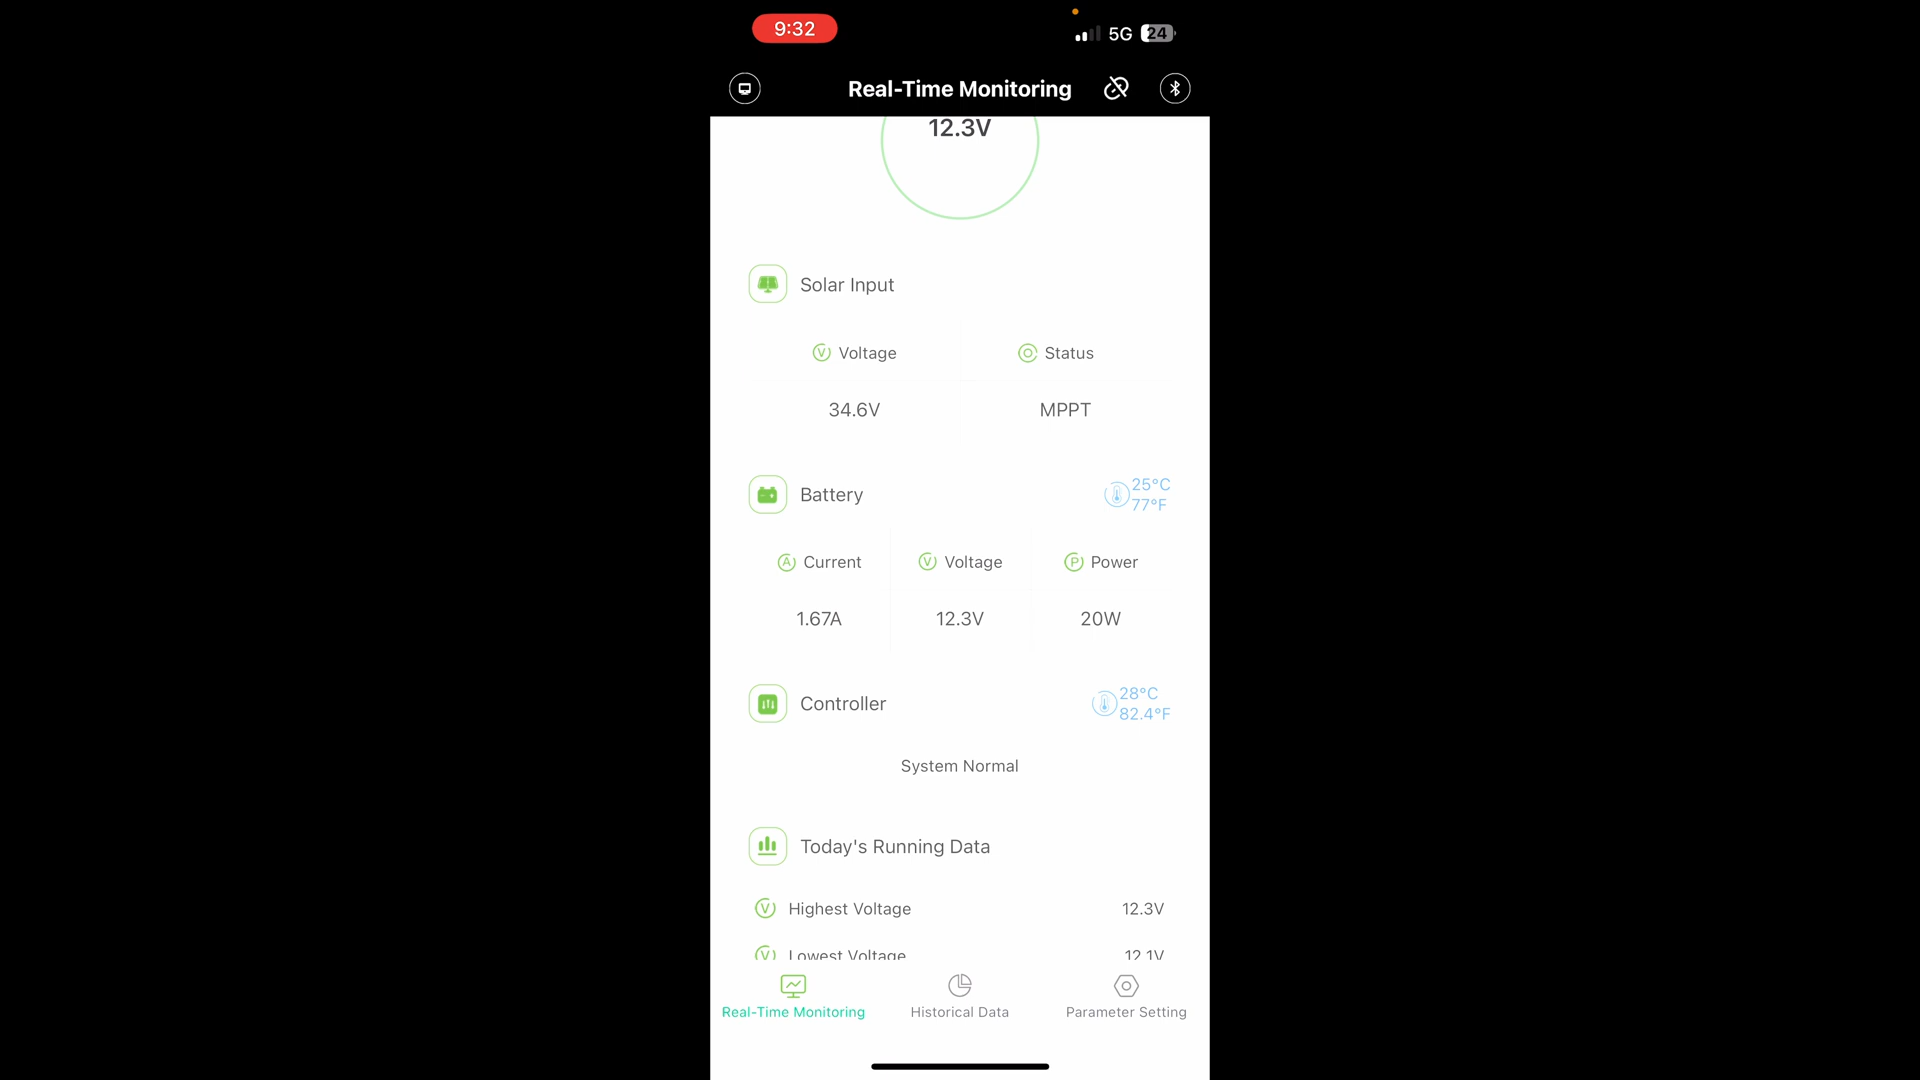 9:32
5G 24
Real-Time Monitoring
12.3V
Solar Input
Voltage Status
34.6V MPPT
Battery 25°C
77°F
Current Voltage Power
1.67A 12.3V 20W
Controller 28°C
82.4°F
System Normal
Today's Running Data
Highest Voltage 12.3V
Lowest Voltage 12.1V
Real-Time Monitoring Historical Data Parameter Setting